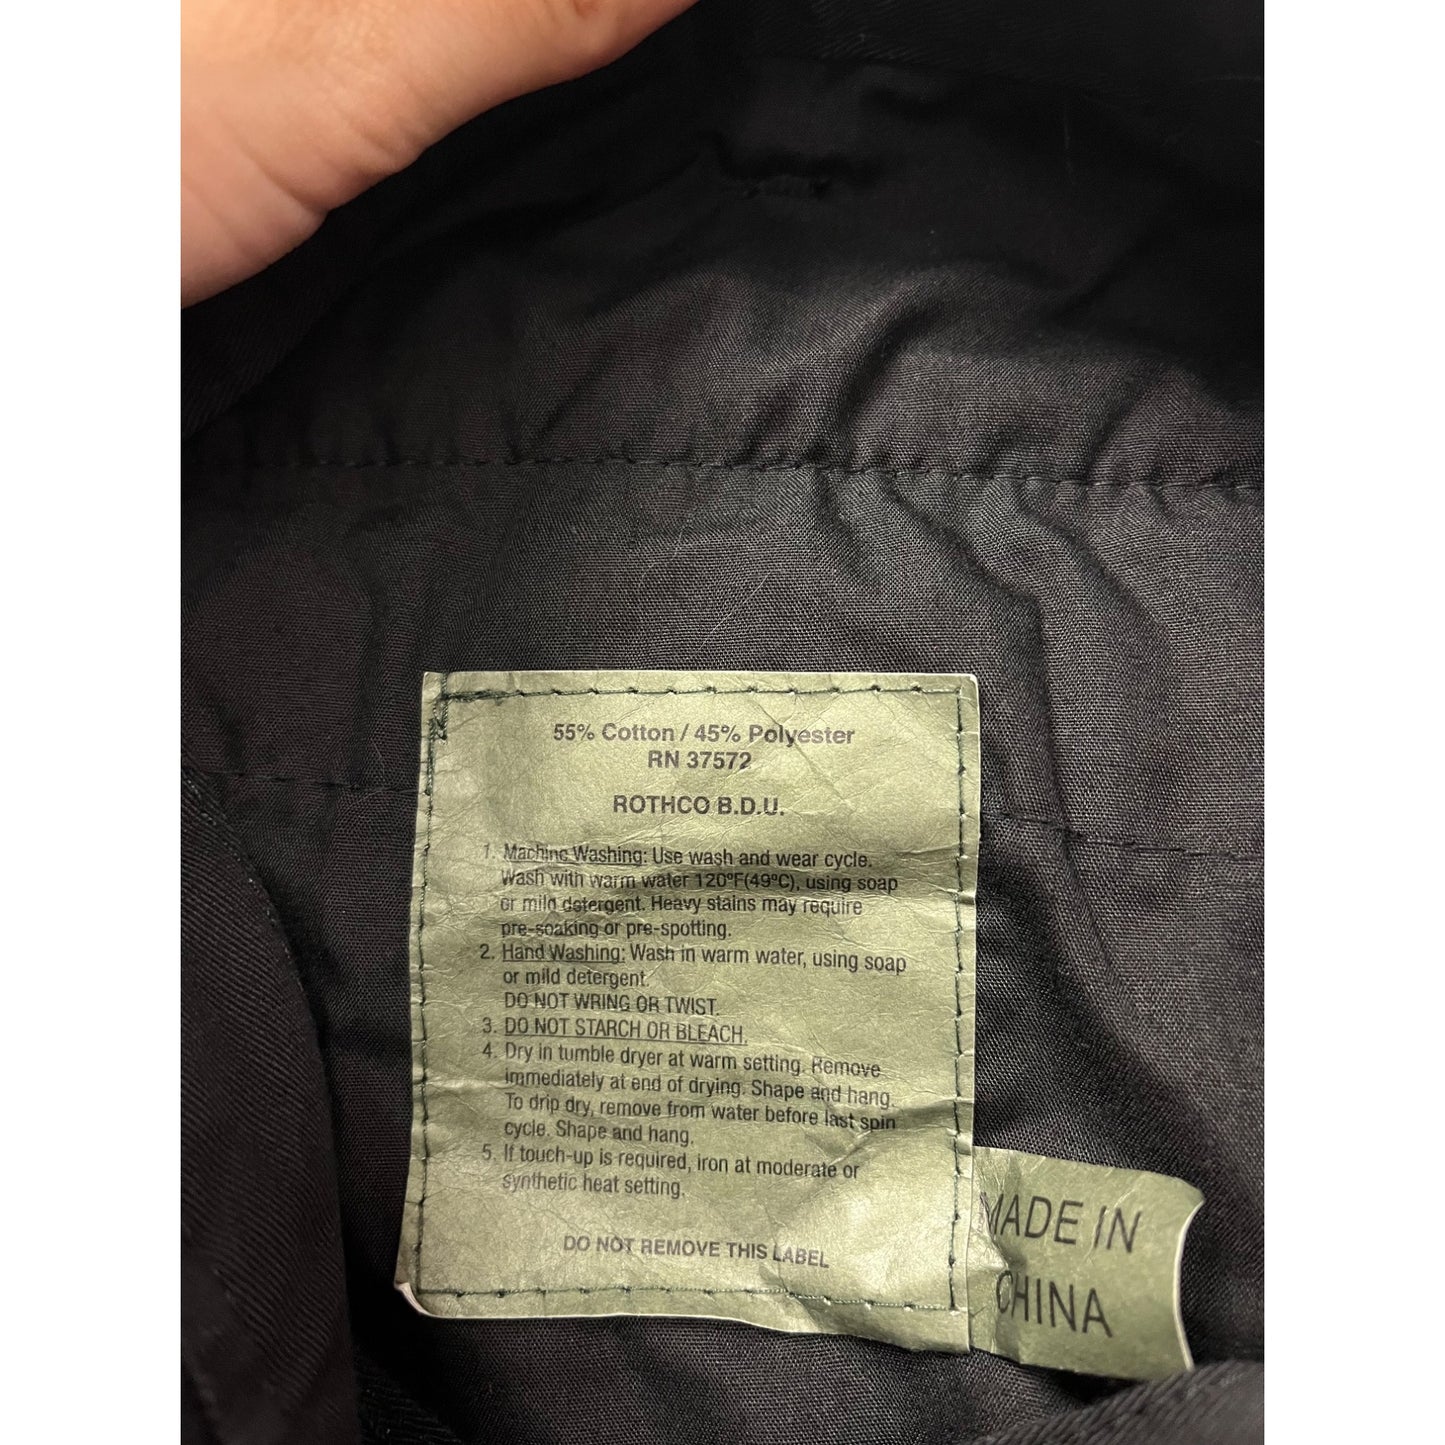 55% Cotton / 45% Polyester
RN 37572
ROTHCO B.D.U.
1. Machine Washing: Use wash and wear cycle.
Wash with warm water 120ºF(49ºC), using soap
or mild detergent. Heavy stains may require
pre-soaking or pre-spotting.
2. Hand Washing: Wash in warm water, using soap
or mild detergent.
DO NOT WRING OR TWIST.
3. DO NOT STARCH OR BLEACH.
4. Dry in tumble dryer at warm setting. Remove
immediately at end of drying. Shape and hang.
To drip dry, remove from water before last spin
cycle. Shape and hang.
5. If touch-up is required, iron at moderate or
synthetic heat setting.
DO NOT REMOVE THIS LABEL
MADE IN
CHINA